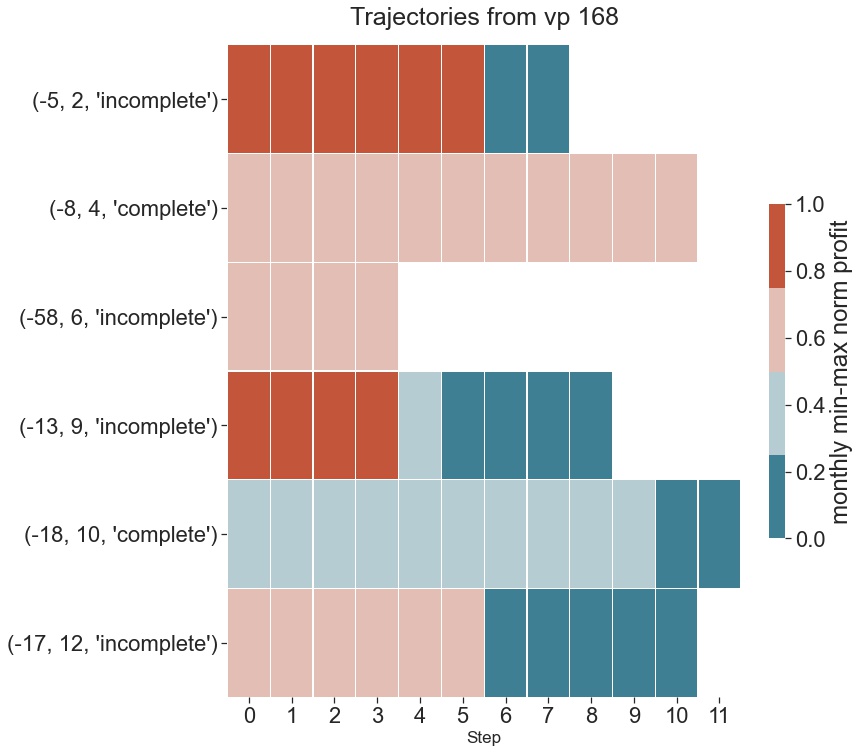 Trajectories from vp 168
(-5, 2, 'incomplete')
(-8, 4, 'complete')
(-58, 6, 'incomplete')
(-13, 9, 'incomplete')
(-18, 10, 'complete')
(-17, 12, 'incomplete')
0 1 2 3 4 5 6 7 8 9 10 11
Step
1.0
0.8
0.6
0.4
0.2
0.0
monthly min-max norm profit